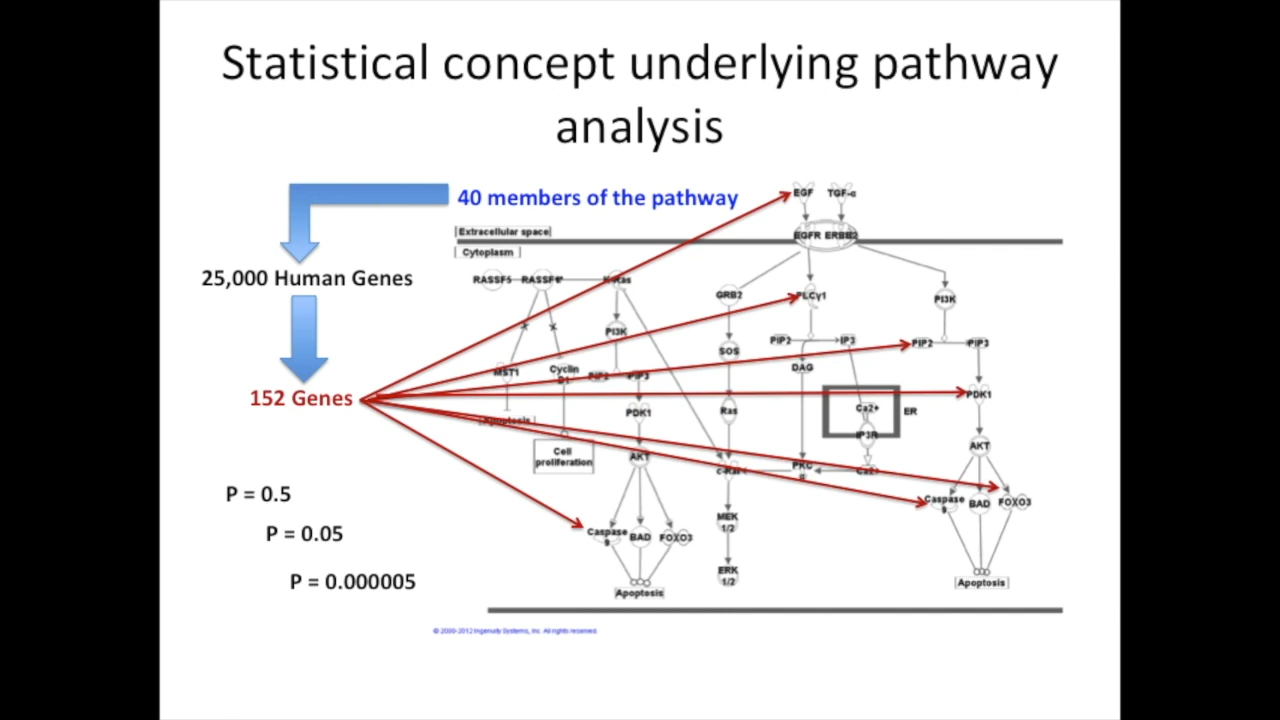 Statistical concept underlying pathway
analysis
40 members of the pathway
25,000 Human Genes
152 Genes
P = 0.5
P = 0.05
P = 0.000005
EGF TGF-α
Extracellular space
EGFR ERBB2
Cytoplasm
RASSF5 K-Ras
GRB2 PLCγ1 PI3K
PI3K
SOS PIP2 IP3 PIP2 PIP3
MST1 Cyclin
D1 PIP2 PIP3 DAG PDK1
Ca2+ ER
Apoptosis PDK1 Ras
IP3R
Cell
proliferation AKT AKT
PKC Ca2+
Caspase
9 BAD FOXO3
MEK
1/2
Caspase
9 BAD FOXO3
ERK
1/2
Apoptosis Apoptosis
© 2000-2012 Ingenuity Systems, Inc. All rights reserved.